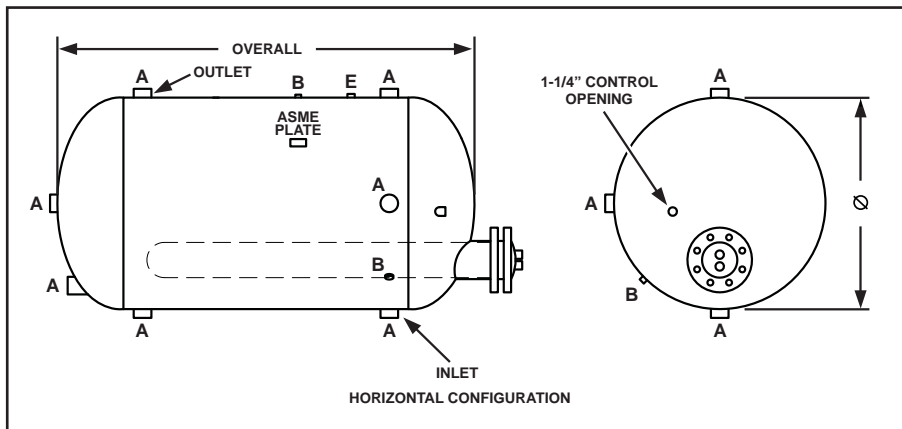 OVERALL
A
OUTLET
B
E
A
ASME
PLATE
A
A
A
B
A
A
INLET
HORIZONTAL CONFIGURATION
1-1/4” CONTROL
OPENING
A
A
Ø
B
A